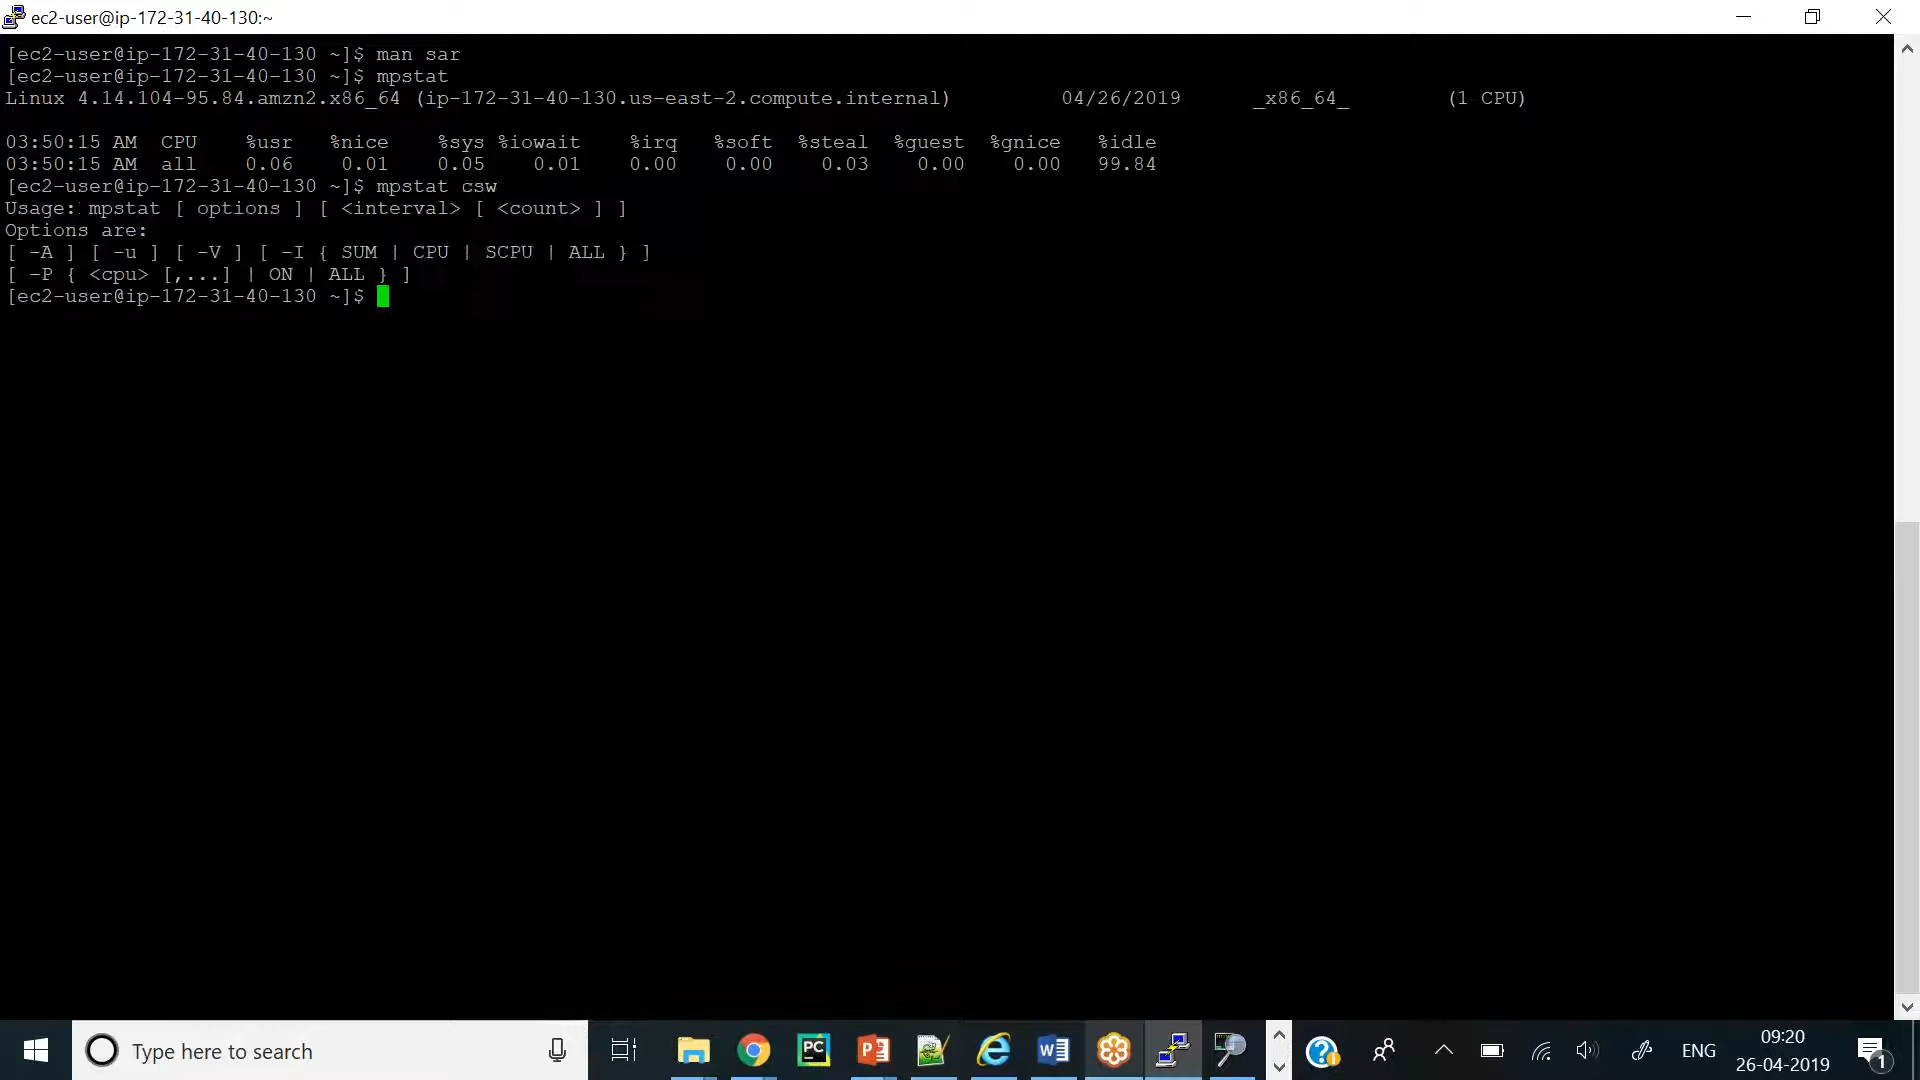 ec2-user@ip-172-31-40-130:~
[ec2-user@ip-172-31-40-130 ~]$ man sar
[ec2-user@ip-172-31-40-130 ~]$ mpstat
Linux 4.14.104-95.84.amzn2.x86_64 (ip-172-31-40-130.us-east-2.compute.internal) 04/26/2019 _x86_64_ (1 CPU)
03:50:15 AM CPU %usr %nice %sys %iowait %irq %soft %steal %guest %gnice %idle
03:50:15 AM all 0.06 0.01 0.05 0.01 0.00 0.00 0.03 0.00 0.00 99.84
[ec2-user@ip-172-31-40-130 ~]$ mpstat csw
Usage: mpstat [ options ] [ <interval> [ <count> ] ]
Options are:
[ -A ] [ -u ] [ -V ] [ -I { SUM | CPU | SCPU | ALL } ]
[ -P { <cpu> [,...] | ON | ALL } ]
[ec2-user@ip-172-31-40-130 ~]$
Type here to search
PC
ENG
09:20
26-04-2019
1